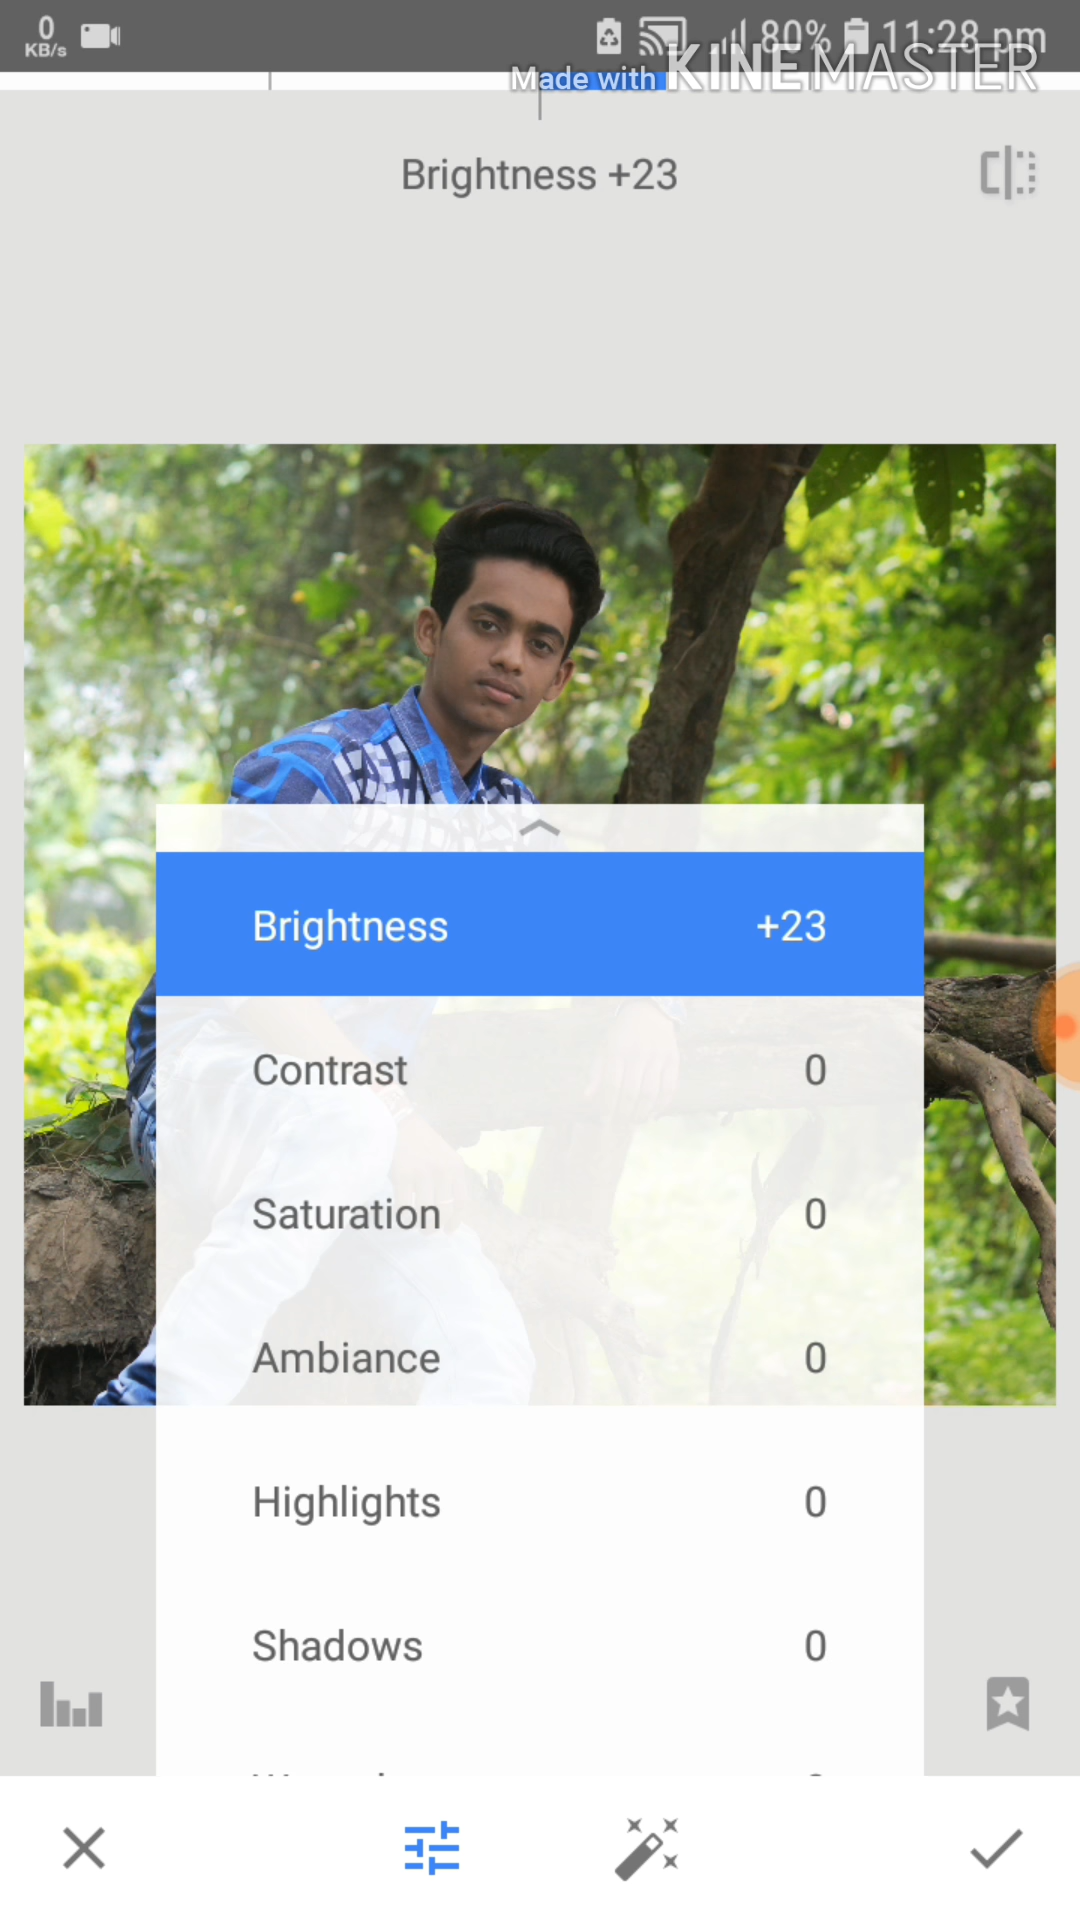 0
KB/s
80% 11:28 pm
Made with KINEMASTER
Brightness +23
Brightness +23
Contrast 0
Saturation 0
Ambiance 0
Highlights 0
Shadows 0